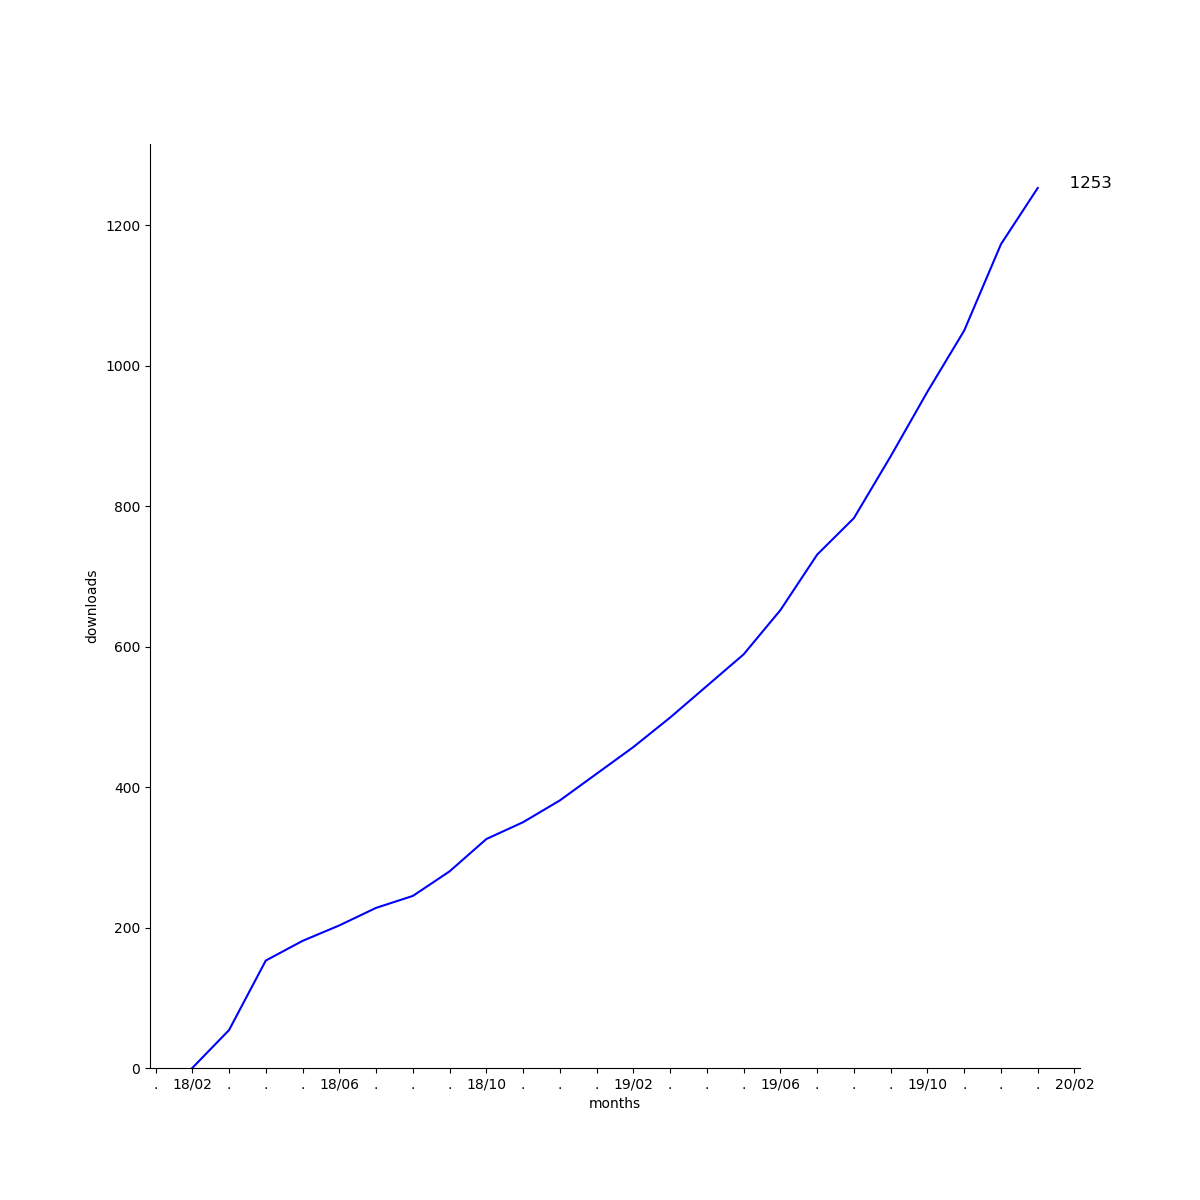 1253
1200
1000
800
600
400
200
0
downloads
. 18/02 . . . 18/06 . . . 18/10 . . . 19/02 . . . 19/06 . . . 19/10 . . . 20/02
months